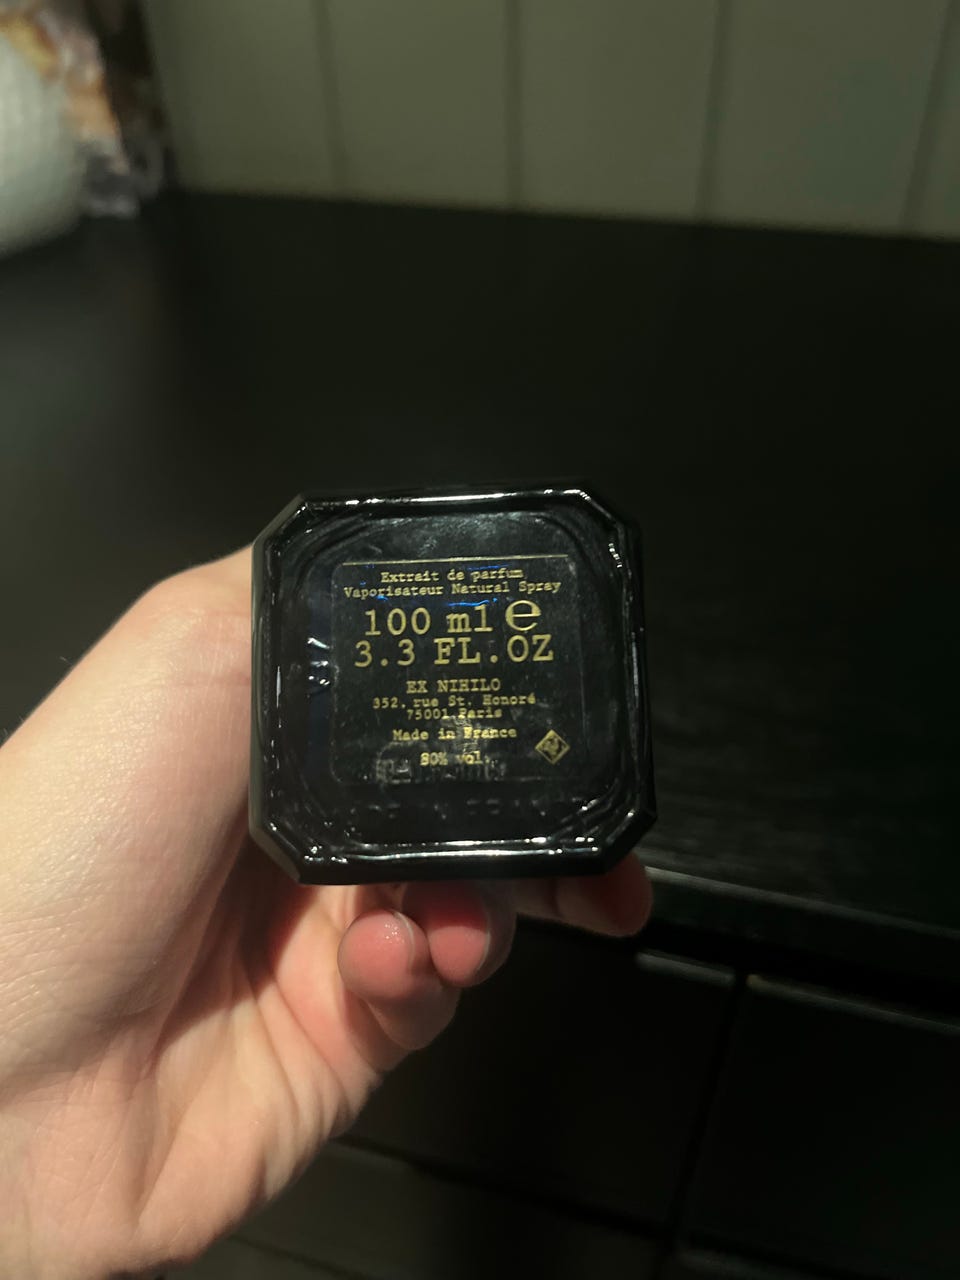 Extrait de parfum
Vaporisateur Natural Spray
100 ml e
3.3 FL.OZ
EX NIHILO
352, rue St. Honoré
75001 Paris
Made in France
80% vol.